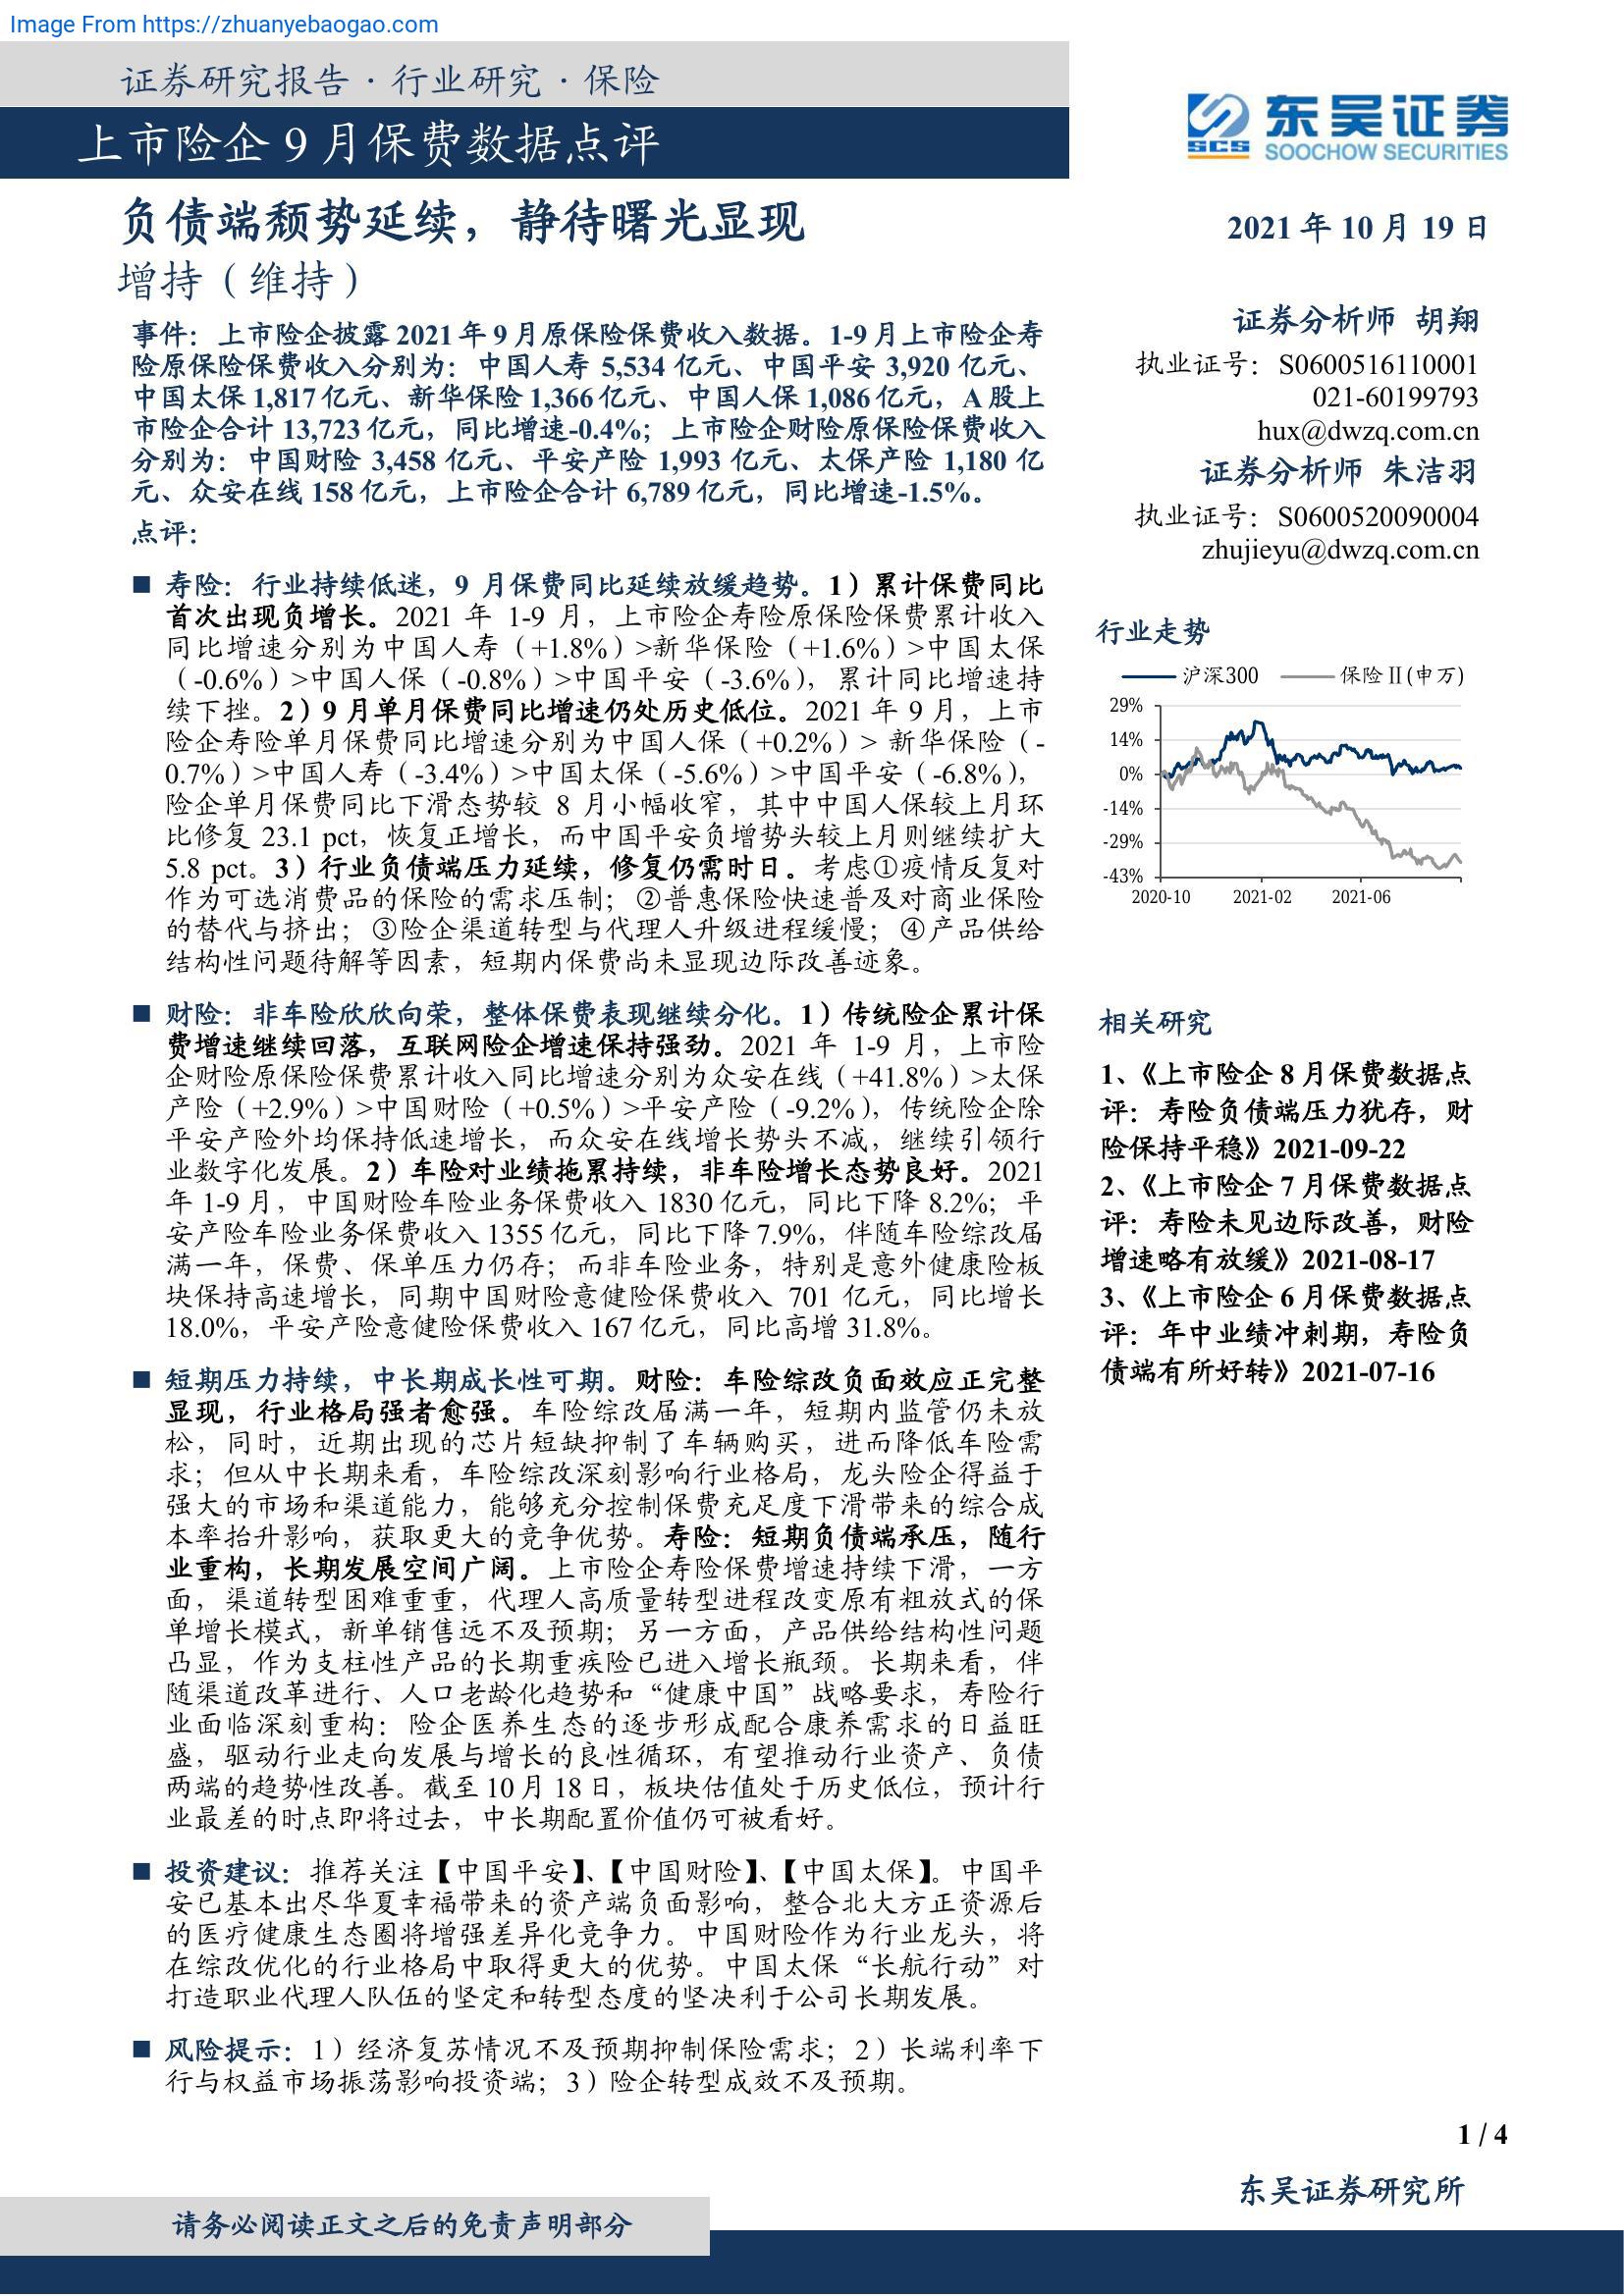 Image From https://zhuanyebaogao.com
证券研究报告 · 行业研究 · 保险
上市险企 9 月保费数据点评
东吴证券
SCS
SOOCHOW SECURITIES
负债端颓势延续，静待曙光显现
增持（维持）
事件：上市险企披露 2021 年 9 月原保险保费收入数据。1-9 月上市险企寿
险原保险保费收入分别为：中国人寿 5,534 亿元、中国平安 3,920 亿元、
中国太保 1,817 亿元、新华保险 1,366 亿元、中国人保 1,086 亿元，A 股上
市险企合计 13,723 亿元，同比增速-0.4%；上市险企财险原保险保费收入
分别为：中国财险 3,458 亿元、平安产险 1,993 亿元、太保产险 1,180 亿
元、众安在线 158 亿元，上市险企合计 6,789 亿元，同比增速-1.5%。
点评：
■ 寿险：行业持续低迷，9 月保费同比延续放缓趋势。1）累计保费同比
首次出现负增长。2021 年 1-9 月，上市险企寿险原保险保费累计收入
同比增速分别为中国人寿（+1.8%）>新华保险（+1.6%）>中国太保
（-0.6%）>中国人保（-0.8%）>中国平安（-3.6%），累计同比增速持
续下挫。2）9 月单月保费同比增速仍处历史低位。2021 年 9 月，上市
险企寿险单月保费同比增速分别为中国人保（+0.2%）> 新华保险（-
0.7%）>中国人寿（-3.4%）>中国太保（-5.6%）>中国平安（-6.8%），
险企单月保费同比下滑态势较 8 月小幅收窄，其中中国人保较上月环
比修复 23.1 pct，恢复正增长，而中国平安负增势头较上月则继续扩大
5.8 pct。3）行业负债端压力延续，修复仍需时日。考虑①疫情反复对
作为可选消费品的保险的需求压制；②普惠保险快速普及对商业保险
的替代与挤出；③险企渠道转型与代理人升级进程缓慢；④产品供给
结构性问题待解等因素，短期内保费尚未显现边际改善迹象。
■ 财险：非车险欣欣向荣，整体保费表现继续分化。1）传统险企累计保
费增速继续回落，互联网险企增速保持强劲。2021 年 1-9 月，上市险
企财险原保险保费累计收入同比增速分别为众安在线（+41.8%）>太保
产险（+2.9%）>中国财险（+0.5%）>平安产险（-9.2%），传统险企除
平安产险外均保持低速增长，而众安在线增长势头不减，继续引领行
业数字化发展。2）车险对业绩拖累持续，非车险增长态势良好。2021
年 1-9 月，中国财险车险业务保费收入 1830 亿元，同比下降 8.2%；平
安产险车险业务保费收入 1355 亿元，同比下降 7.9%，伴随车险综改届
满一年，保费、保单压力仍存；而非车险业务，特别是意外健康险板
块保持高速增长，同期中国财险意健险保费收入 701 亿元，同比增长
18.0%，平安产险意健险保费收入 167 亿元，同比高增 31.8%。
■ 短期压力持续，中长期成长性可期。财险：车险综改负面效应正完整
显现，行业格局强者愈强。车险综改届满一年，短期内监管仍未放
松，同时，近期出现的芯片短缺抑制了车辆购买，进而降低车险需
求；但从中长期来看，车险综改深刻影响行业格局，龙头险企得益于
强大的市场和渠道能力，能够充分控制保费充足度下滑带来的综合成
本率抬升影响，获取更大的竞争优势。寿险：短期负债端承压，随行
业重构，长期发展空间广阔。上市险企寿险保费增速持续下滑，一方
面，渠道转型困难重重，代理人高质量转型进程改变原有粗放式的保
单增长模式，新单销售远不及预期；另一方面，产品供给结构性问题
凸显，作为支柱性产品的长期重疾险已进入增长瓶颈。长期来看，伴
随渠道改革进行、人口老龄化趋势和“健康中国”战略要求，寿险行
业面临深刻重构：险企医养生态的逐步形成配合康养需求的日益旺
盛，驱动行业走向发展与增长的良性循环，有望推动行业资产、负债
两端的趋势性改善。截至 10 月 18 日，板块估值处于历史低位，预计行
业最差的时点即将过去，中长期配置价值仍可被看好。
■ 投资建议：推荐关注【中国平安】、【中国财险】、【中国太保】。中国平
安已基本出尽华夏幸福带来的资产端负面影响，整合北大方正资源后
的医疗健康生态圈将增强差异化竞争力。中国财险作为行业龙头，将
在综改优化的行业格局中取得更大的优势。中国太保“长航行动”对
打造职业代理人队伍的坚定和转型态度的坚决利于公司长期发展。
■ 风险提示：1）经济复苏情况不及预期抑制保险需求；2）长端利率下
行与权益市场振荡影响投资端；3）险企转型成效不及预期。
2021 年 10 月 19 日
证券分析师 胡翔
执业证号：S0600516110001
021-60199793
hux@dwzq.com.cn
证券分析师 朱洁羽
执业证号：S0600520090004
zhujieyu@dwzq.com.cn
行业走势
沪深300 保险Ⅱ(申万)
29%
14%
0%
-14%
-29%
-43%
2020-10 2021-02 2021-06
相关研究
1、《上市险企 8 月保费数据点
评：寿险负债端压力犹存，财
险保持平稳》2021-09-22
2、《上市险企 7 月保费数据点
评：寿险未见边际改善，财险
增速略有放缓》2021-08-17
3、《上市险企 6 月保费数据点
评：年中业绩冲刺期，寿险负
债端有所好转》2021-07-16
1 / 4
东吴证券研究所
请务必阅读正文之后的免责声明部分